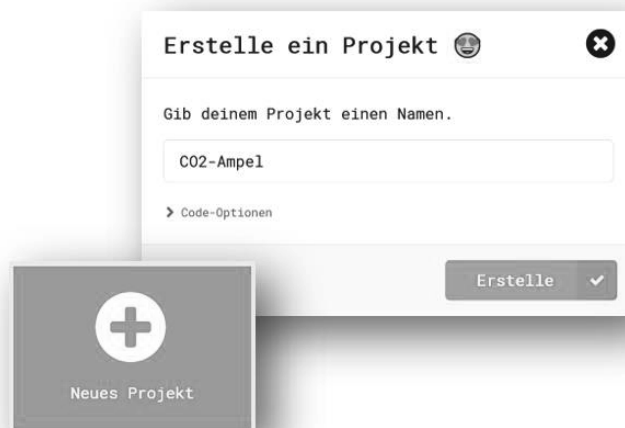 Erstelle ein Projekt
Gib deinem Projekt einen Namen.
CO2-Ampel
Code-Optionen
Erstelle
Neues Projekt